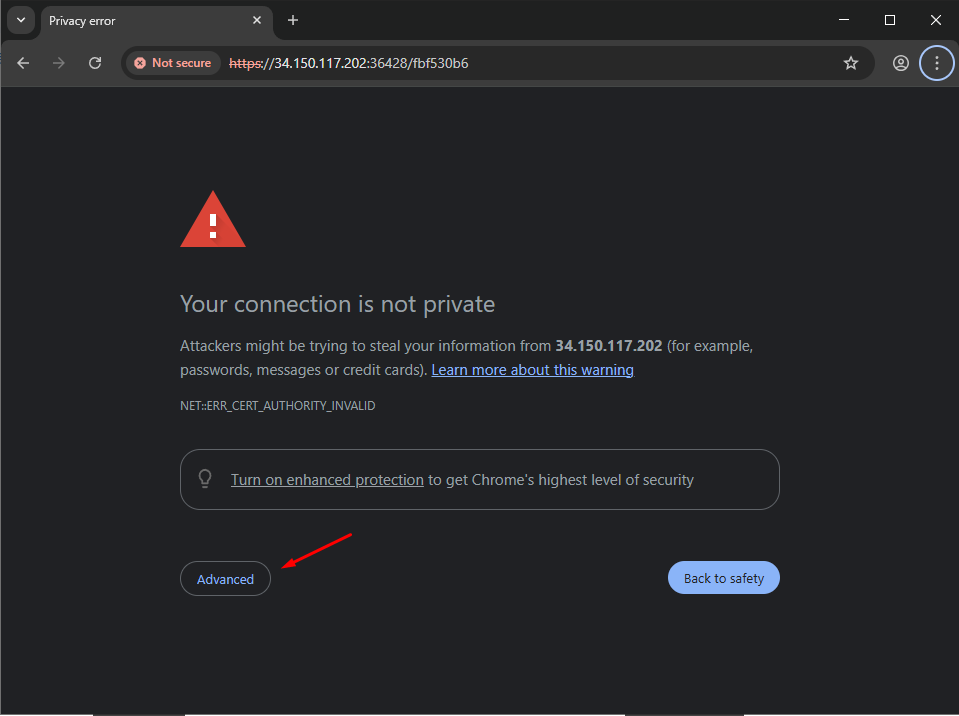 Privacy error
Not secure https://34.150.117.202:36428/fbf530b6
Your connection is not private
Attackers might be trying to steal your information from 34.150.117.202 (for example,
passwords, messages or credit cards). Learn more about this warning
NET::ERR_CERT_AUTHORITY_INVALID
Turn on enhanced protection to get Chrome's highest level of security
Advanced
Back to safety